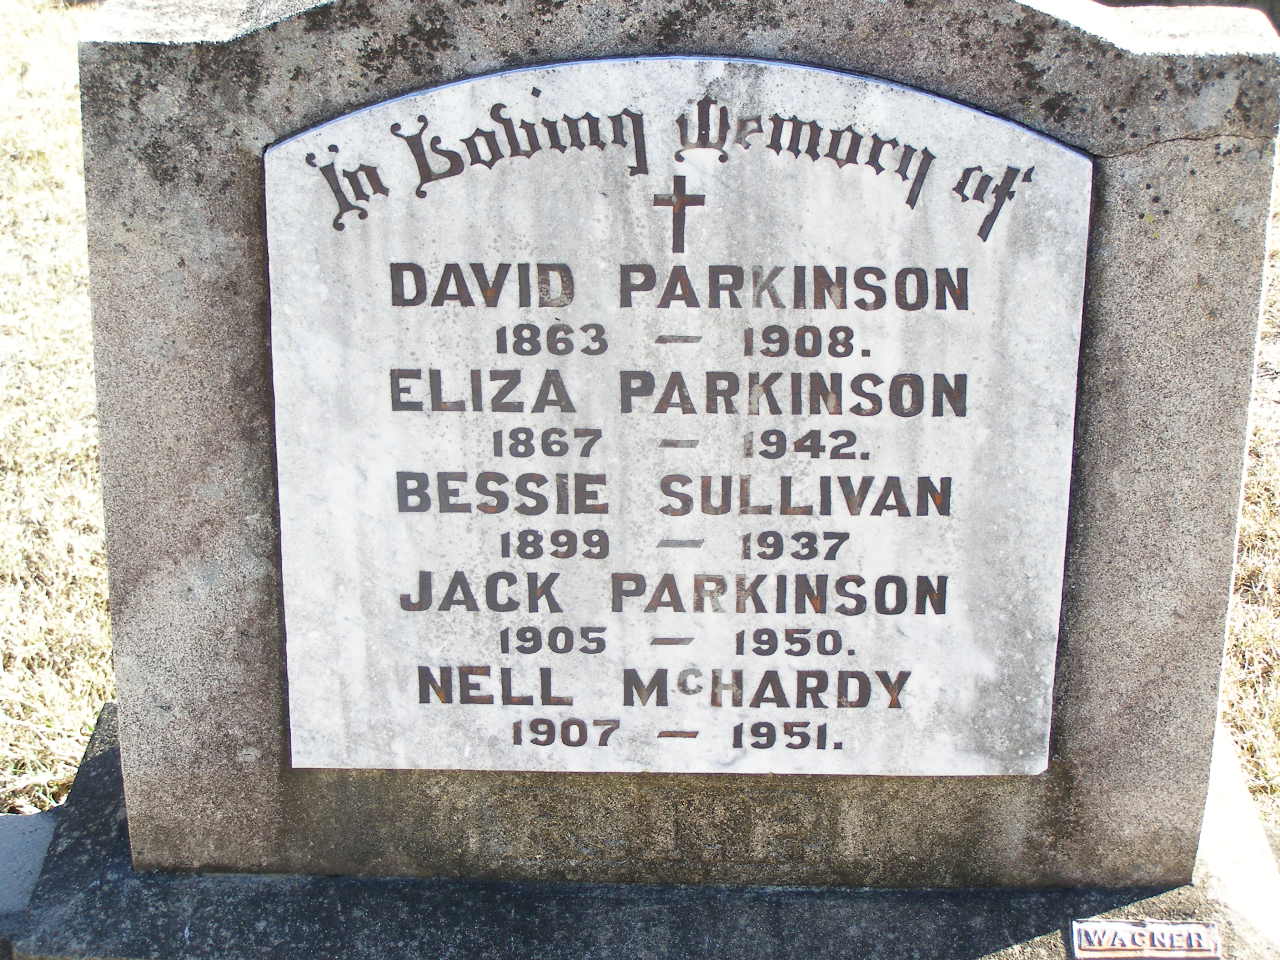 In Loving Memory of
DAVID PARKINSON
1863 — 1908.
ELIZA PARKINSON
1867 — 1942.
BESSIE SULLIVAN
1899 — 1937
JACK PARKINSON
1905 — 1950.
NELL McHARDY
1907 — 1951.
WAGNER